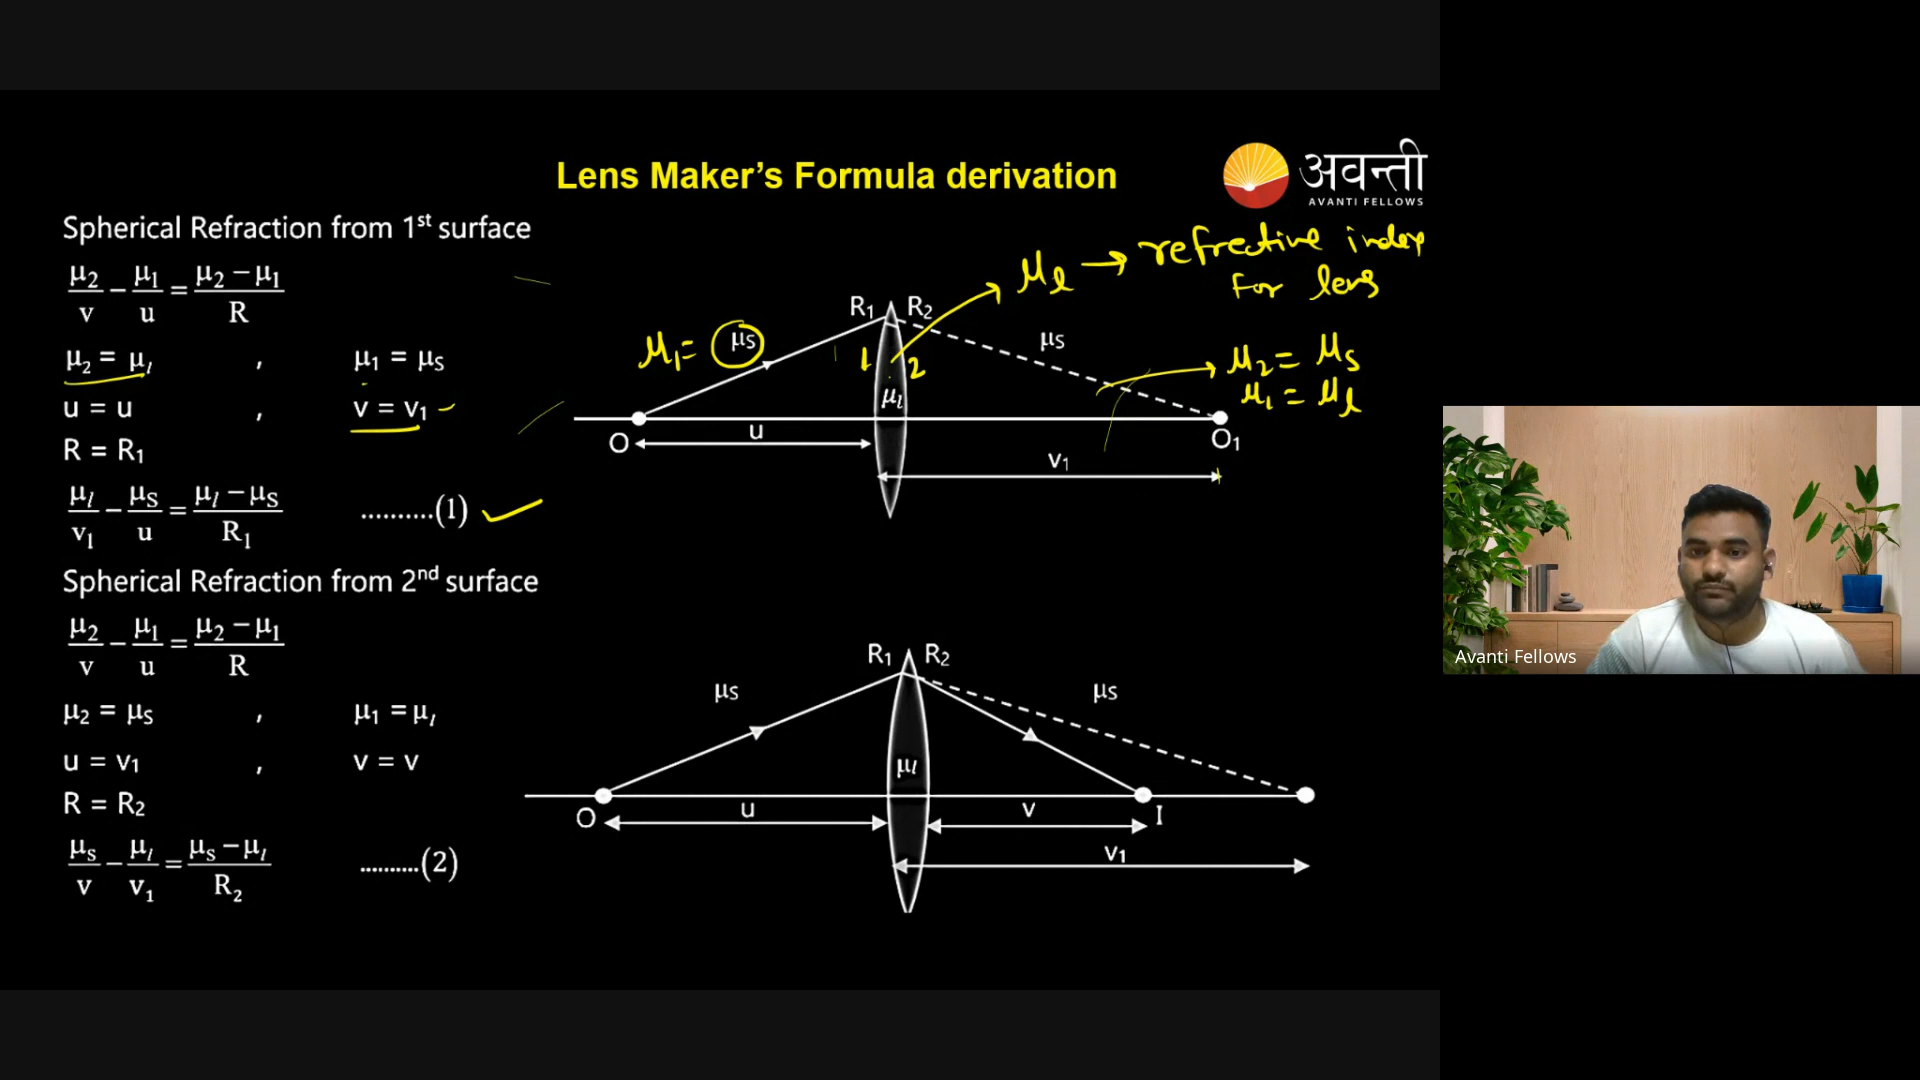 Lens Maker's Formula derivation
अवन्ती
AVANTI FELLOWS
Spherical Refraction from 1st surface
μ2/v − μ1/u = (μ2 − μ1)/R
μ2 = μl , μ1 = μS
u = u , v = v1
R = R1
μl/v1 − μS/u = (μl − μS)/R1 ..........(1)
Spherical Refraction from 2nd surface
μ2/v − μ1/u = (μ2 − μ1)/R
μ2 = μS , μ1 = μl
u = v1 , v = v
R = R2
μS/v − μl/v1 = (μS − μl)/R2 ..........(2)
μl → refrective index
For lens
R1 R2
μ1 = μS
μS
1 2
μ2 = μs
μ1 = μl
μl
O u O1
v1
R1 R2
μS μS
μl
O u v I
v1
Avanti Fellows